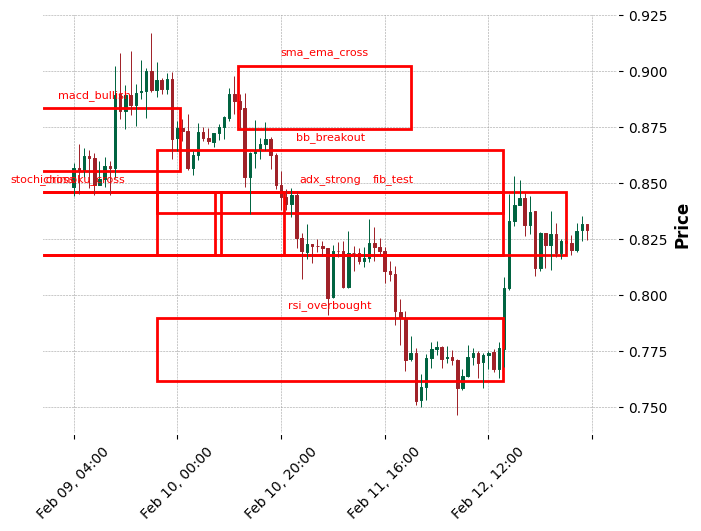 0.925
sma_ema_cross
0.900
macd_bullish
0.875
bb_breakout
0.850
adx_strong
fib_test
0.825
Price
0.800
rsi_overbought
0.775
0.750
Feb 09, 04:00
Feb 10, 00:00
Feb 10, 20:00
Feb 11, 16:00
Feb 12, 12:00